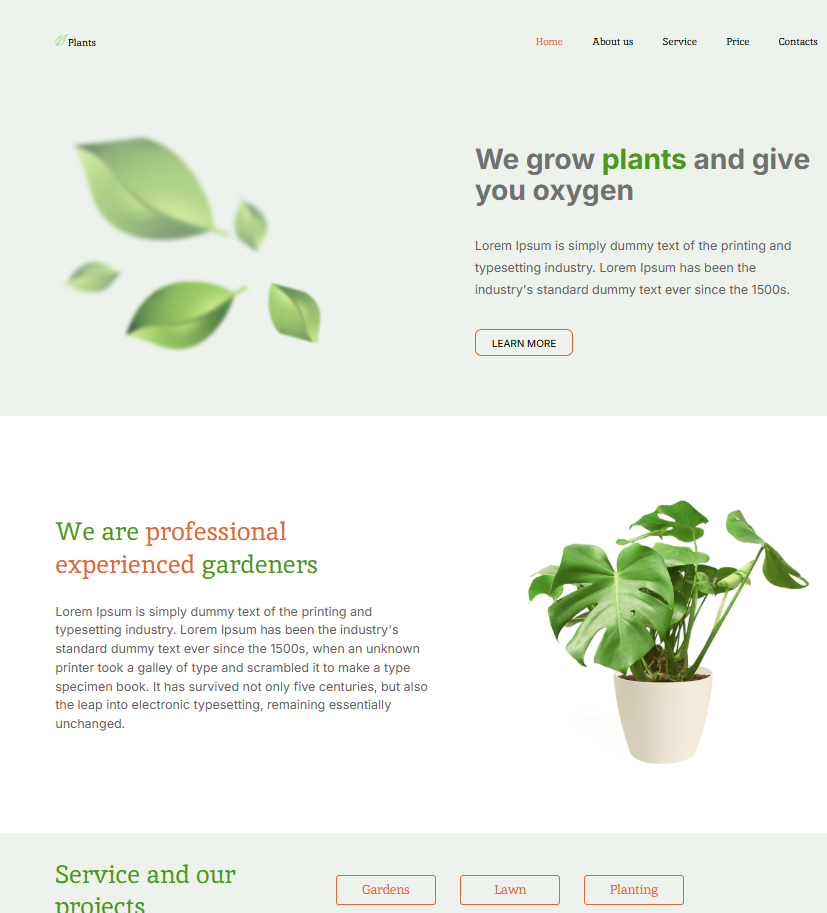 Plants
Home About us Service Price Contacts
We grow plants and give
you oxygen
Lorem Ipsum is simply dummy text of the printing and
typesetting industry. Lorem Ipsum has been the
industry's standard dummy text ever since the 1500s.
LEARN MORE
We are professional
experienced gardeners
Lorem Ipsum is simply dummy text of the printing and
typesetting industry. Lorem Ipsum has been the industry's
standard dummy text ever since the 1500s, when an unknown
printer took a galley of type and scrambled it to make a type
specimen book. It has survived not only five centuries, but also
the leap into electronic typesetting, remaining essentially
unchanged.
Service and our
projects
Gardens Lawn Planting